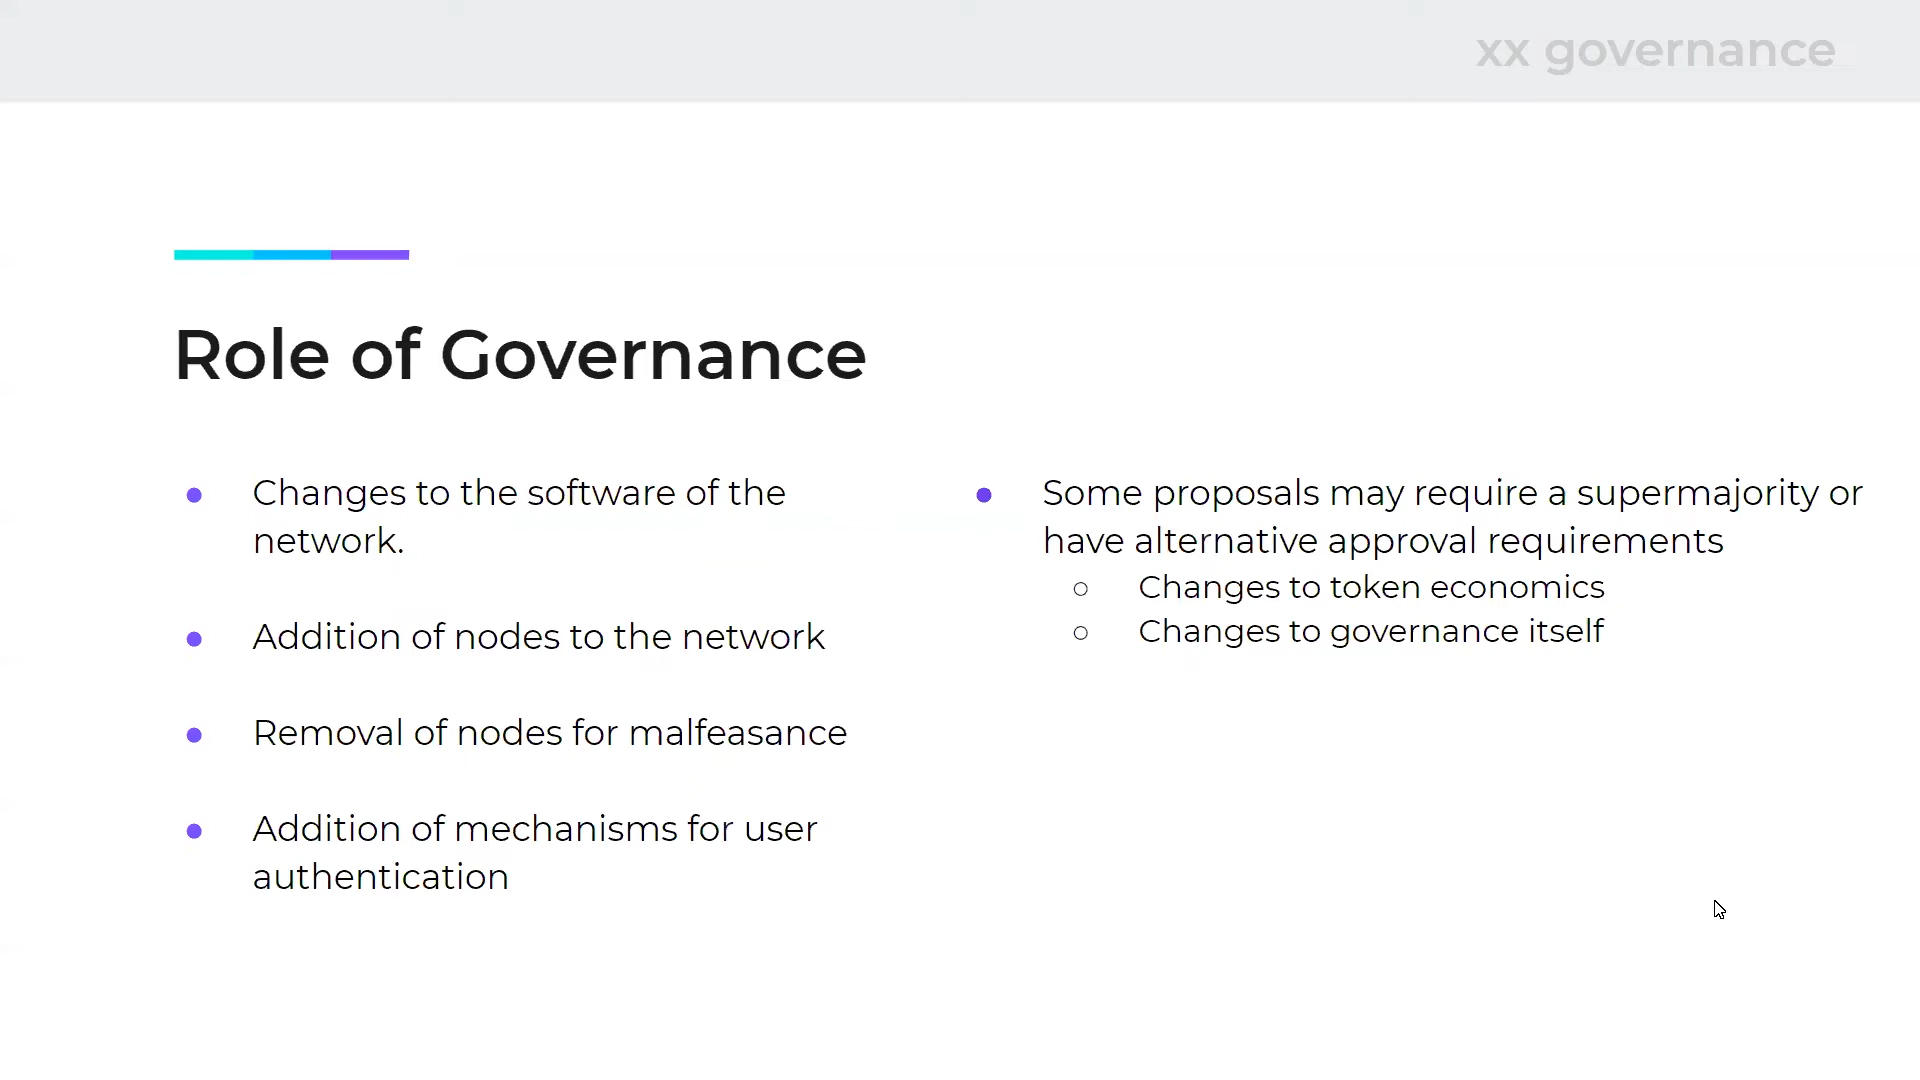 xx governance
Role of Governance
● Changes to the software of the
network.
● Addition of nodes to the network
● Removal of nodes for malfeasance
● Addition of mechanisms for user
authentication
● Some proposals may require a supermajority or
have alternative approval requirements
○ Changes to token economics
○ Changes to governance itself